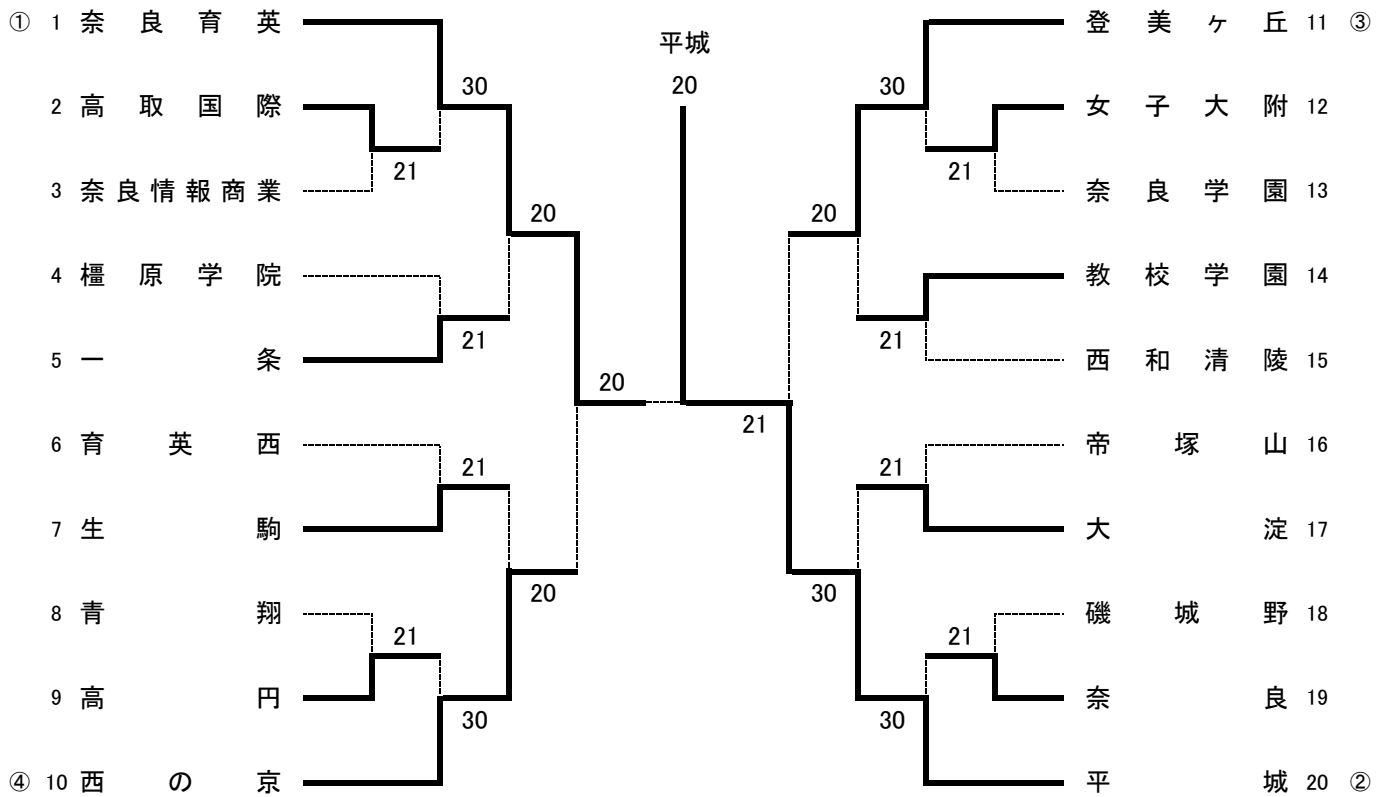 ① 1 奈良育英
2 高取国際
3 奈良情報商業
4 橿原学院
5 一条
6 育英西
7 生駒
8 青翔
9 高円
④ 10 西の京
30
21
20
21
20
21
20
21
30
平城
20
21
30
21
20
21
21
30
21
30
登美ヶ丘 11 ③
女子大附 12
奈良学園 13
教校学園 14
西和清陵 15
帝塚山 16
大淀 17
磯城野 18
奈良 19
平城 20 ②